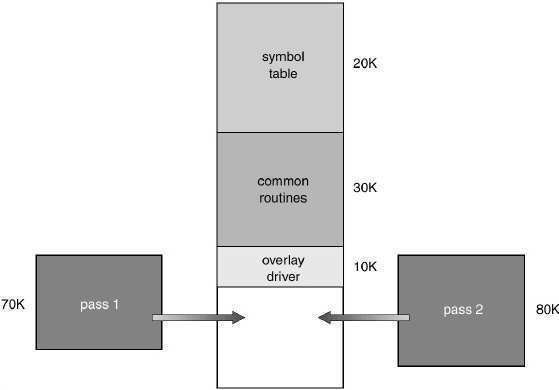 symbol
table
20K
common
routines
30K
overlay
driver
10K
pass 1
70K
pass 2
80K